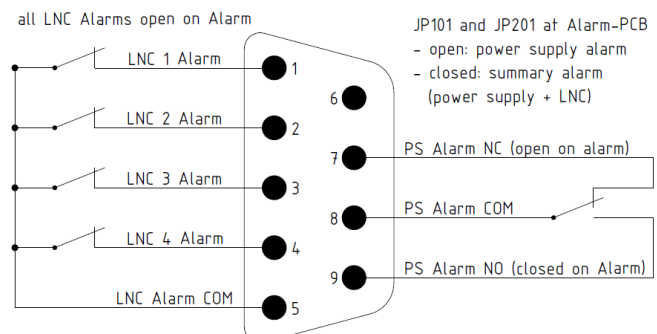 all LNC Alarms open on Alarm
LNC 1 Alarm
1
LNC 2 Alarm
2
LNC 3 Alarm
3
LNC 4 Alarm
4
LNC Alarm COM
5
JP101 and JP201 at Alarm-PCB
- open: power supply alarm
- closed: summary alarm
(power supply + LNC)
6
7
PS Alarm NC (open on alarm)
8
PS Alarm COM
9
PS Alarm NO (closed on Alarm)